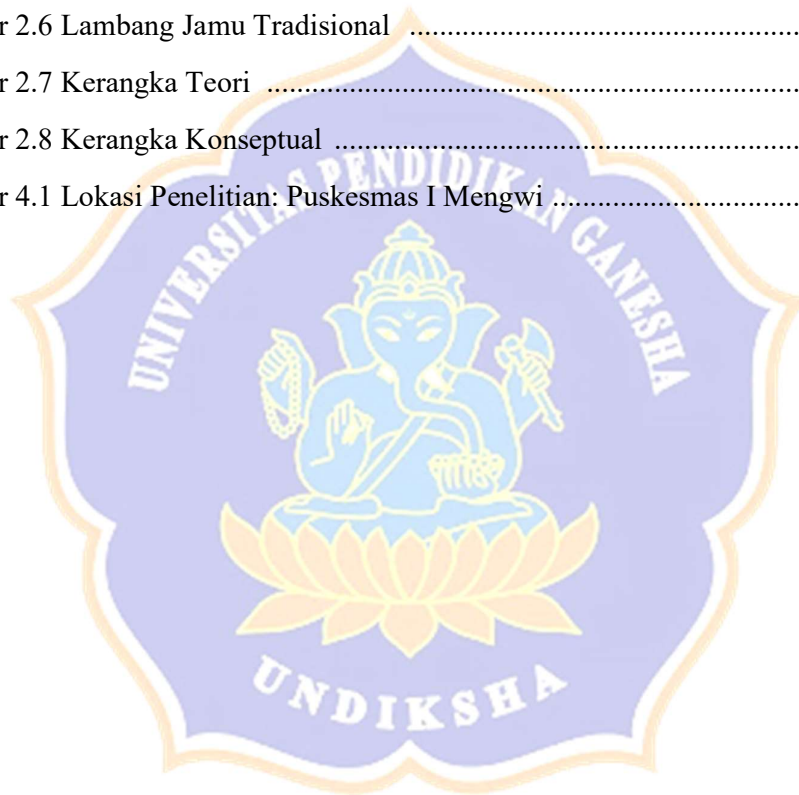 r 2.6 Lambang Jamu Tradisional ........................................................
r 2.7 Kerangka Teori ..........................................................................
r 2.8 Kerangka Konseptual .................................................................
r 4.1 Lokasi Penelitian: Puskesmas I Mengwi ...................................
UNIVERSITAS PENDIDIKAN GANESHA
UNDIKSHA